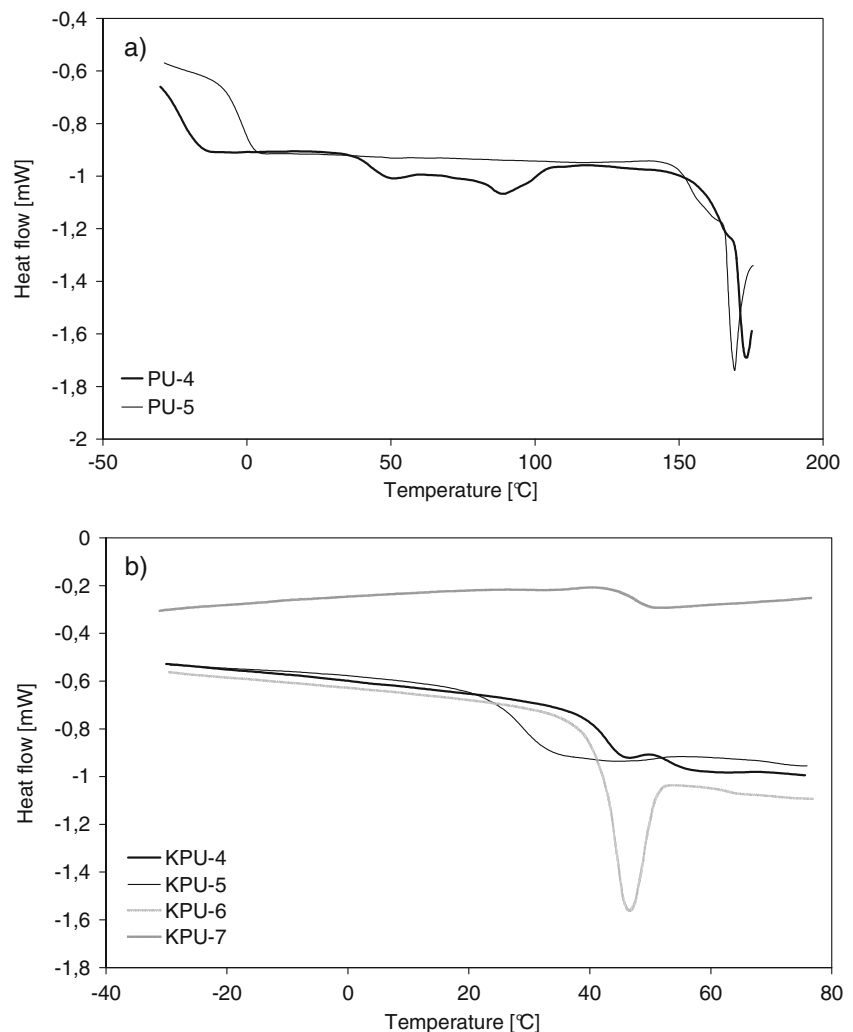 a)
-0,4
-0,6
-0,8
-1
-1,2
-1,4
-1,6
-1,8
-2
Heat flow [mW]
PU-4
PU-5
-50 0 50 100 150 200
Temperature [°C]
b)
0
-0,2
-0,4
-0,6
-0,8
-1
-1,2
-1,4
-1,6
-1,8
Heat flow [mW]
KPU-4
KPU-5
KPU-6
KPU-7
-40 -20 0 20 40 60 80
Temperature [°C]